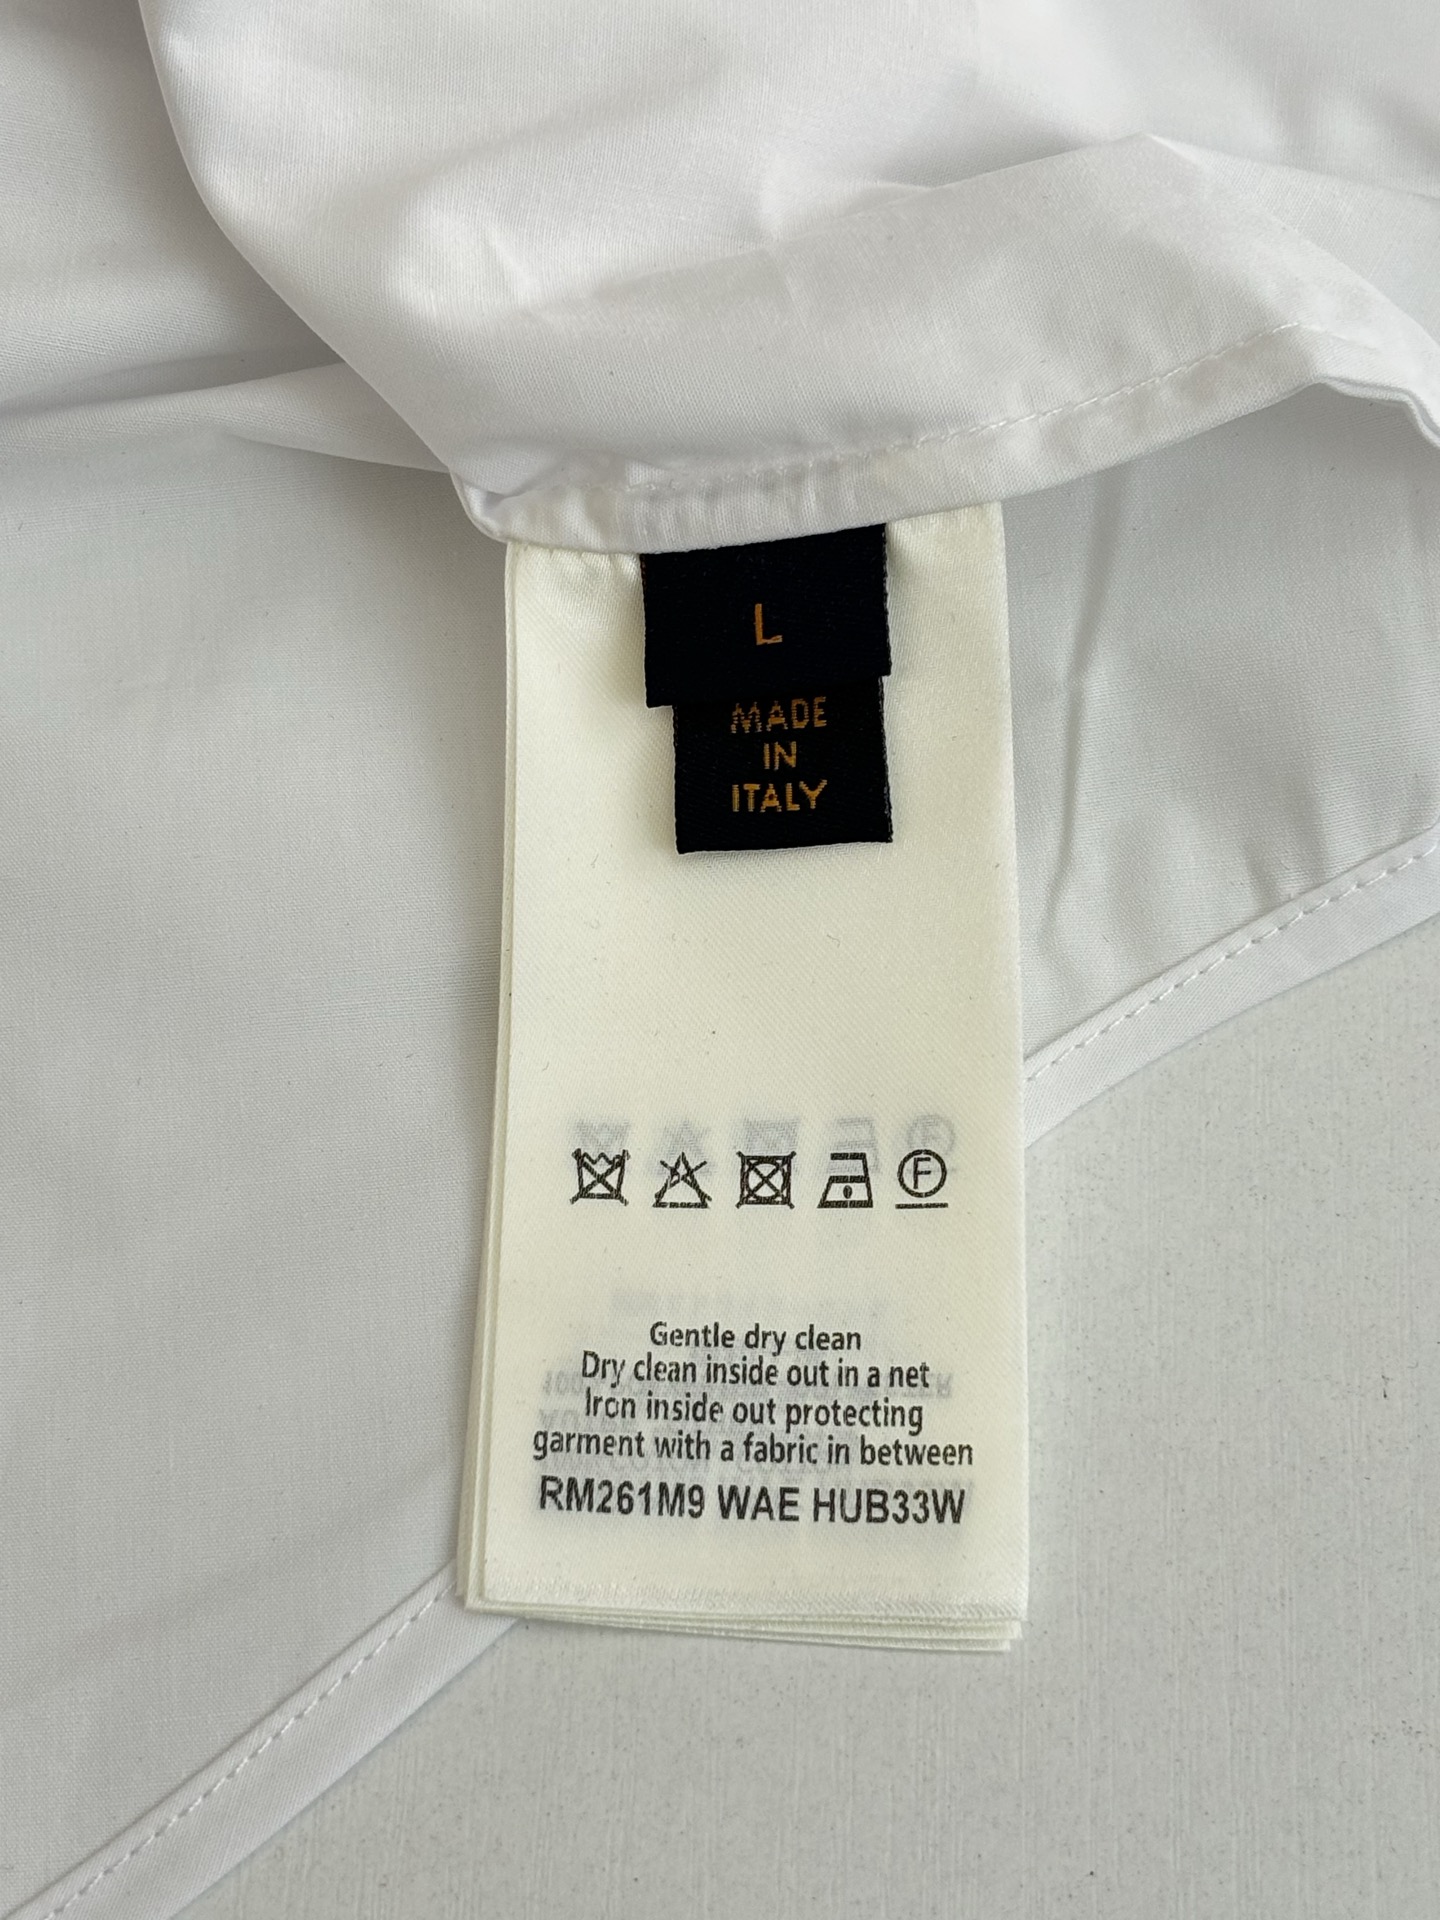 L
MADE
IN
ITALY
F
Gentle dry clean
Dry clean inside out in a net
Iron inside out protecting
garment with a fabric in between
RM261M9 WAE HUB33W